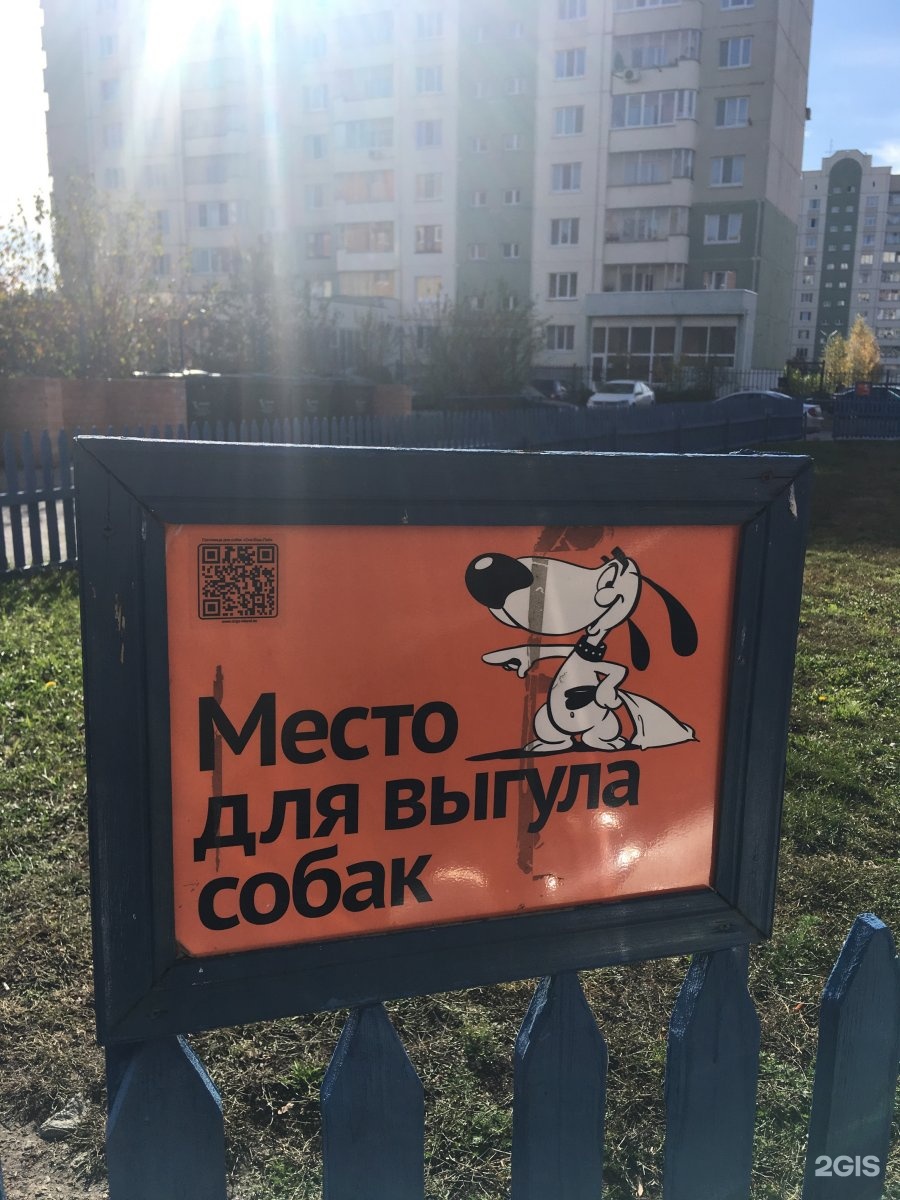 Место
для выгула
собак
2GIS